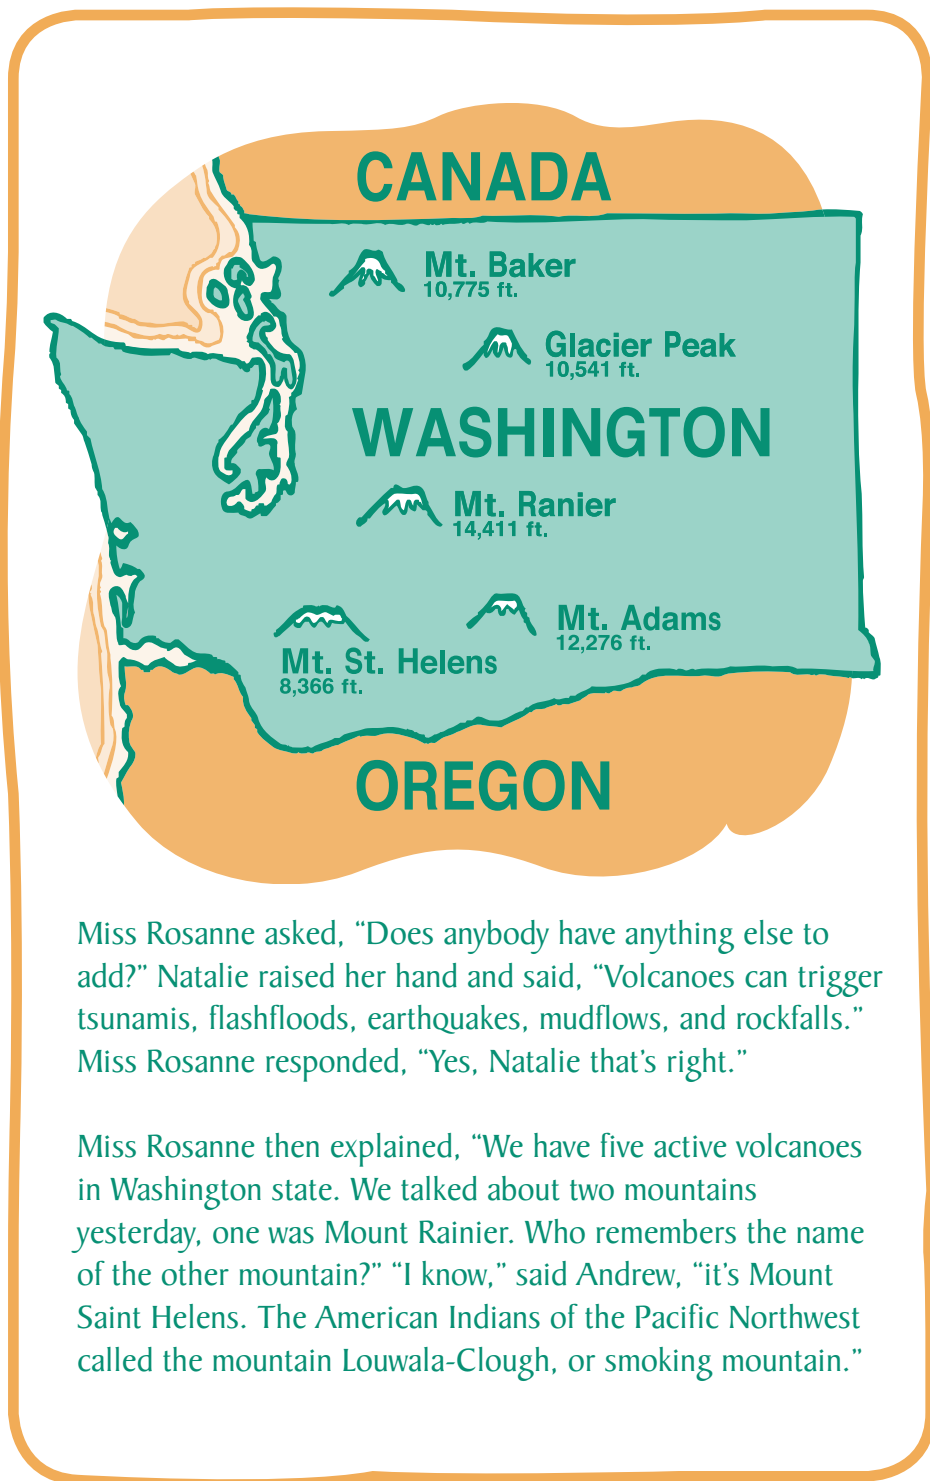 CANADA
Mt. Baker
10,775 ft.
Glacier Peak
10,541 ft.
WASHINGTON
Mt. Ranier
14,411 ft.
Mt. Adams
12,276 ft.
Mt. St. Helens
8,366 ft.
OREGON
Miss Rosanne asked, “Does anybody have anything else to
add?” Natalie raised her hand and said, “Volcanoes can trigger
tsunamis, flashfloods, earthquakes, mudflows, and rockfalls.”
Miss Rosanne responded, “Yes, Natalie that’s right.”
Miss Rosanne then explained, “We have five active volcanoes
in Washington state. We talked about two mountains
yesterday, one was Mount Rainier. Who remembers the name
of the other mountain?” “I know,” said Andrew, “it’s Mount
Saint Helens. The American Indians of the Pacific Northwest
called the mountain Louwala-Clough, or smoking mountain.”